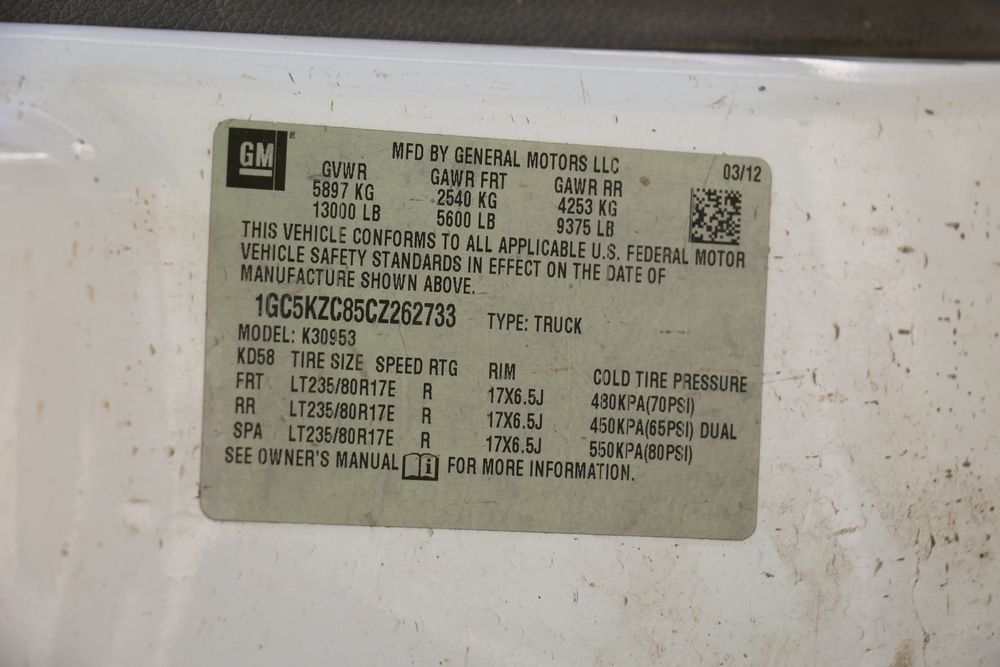 GM
MFD BY GENERAL MOTORS LLC 03/12
GVWR GAWR FRT GAWR RR
5897 KG 2540 KG 4253 KG
13000 LB 5600 LB 9375 LB
THIS VEHICLE CONFORMS TO ALL APPLICABLE U.S. FEDERAL MOTOR
VEHICLE SAFETY STANDARDS IN EFFECT ON THE DATE OF
MANUFACTURE SHOWN ABOVE.
1GC5KZC85CZ262733 TYPE: TRUCK
MODEL: K30953
KD58 TIRE SIZE SPEED RTG RIM COLD TIRE PRESSURE
FRT LT235/80R17E R 17X6.5J 480KPA(70PSI)
RR LT235/80R17E R 17X6.5J 450KPA(65PSI) DUAL
SPA LT235/80R17E R 17X6.5J 550KPA(80PSI)
SEE OWNER'S MANUAL i FOR MORE INFORMATION.